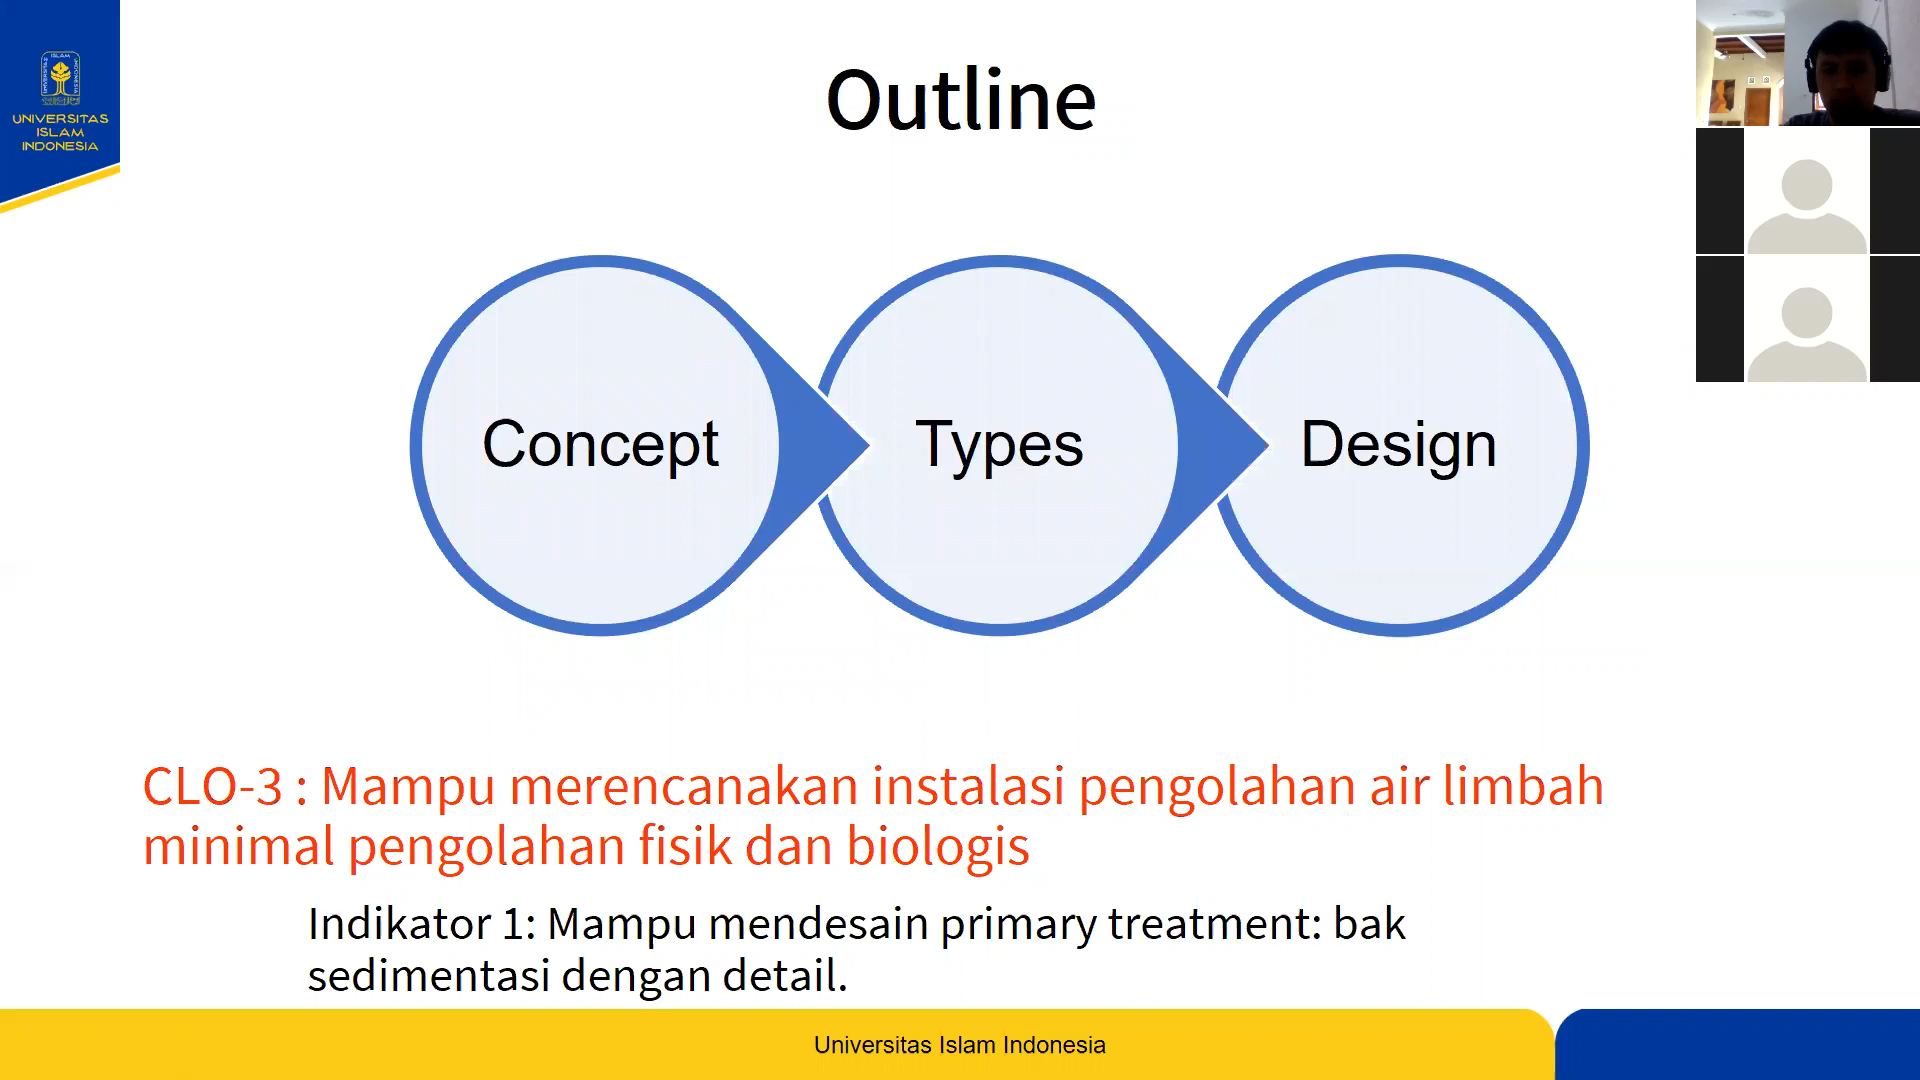 UNIVERSITAS
ISLAM
INDONESIA
Outline
Concept
Types
Design
CLO-3 : Mampu merencanakan instalasi pengolahan air limbah
minimal pengolahan fisik dan biologis
Indikator 1: Mampu mendesain primary treatment: bak
sedimentasi dengan detail.
Universitas Islam Indonesia